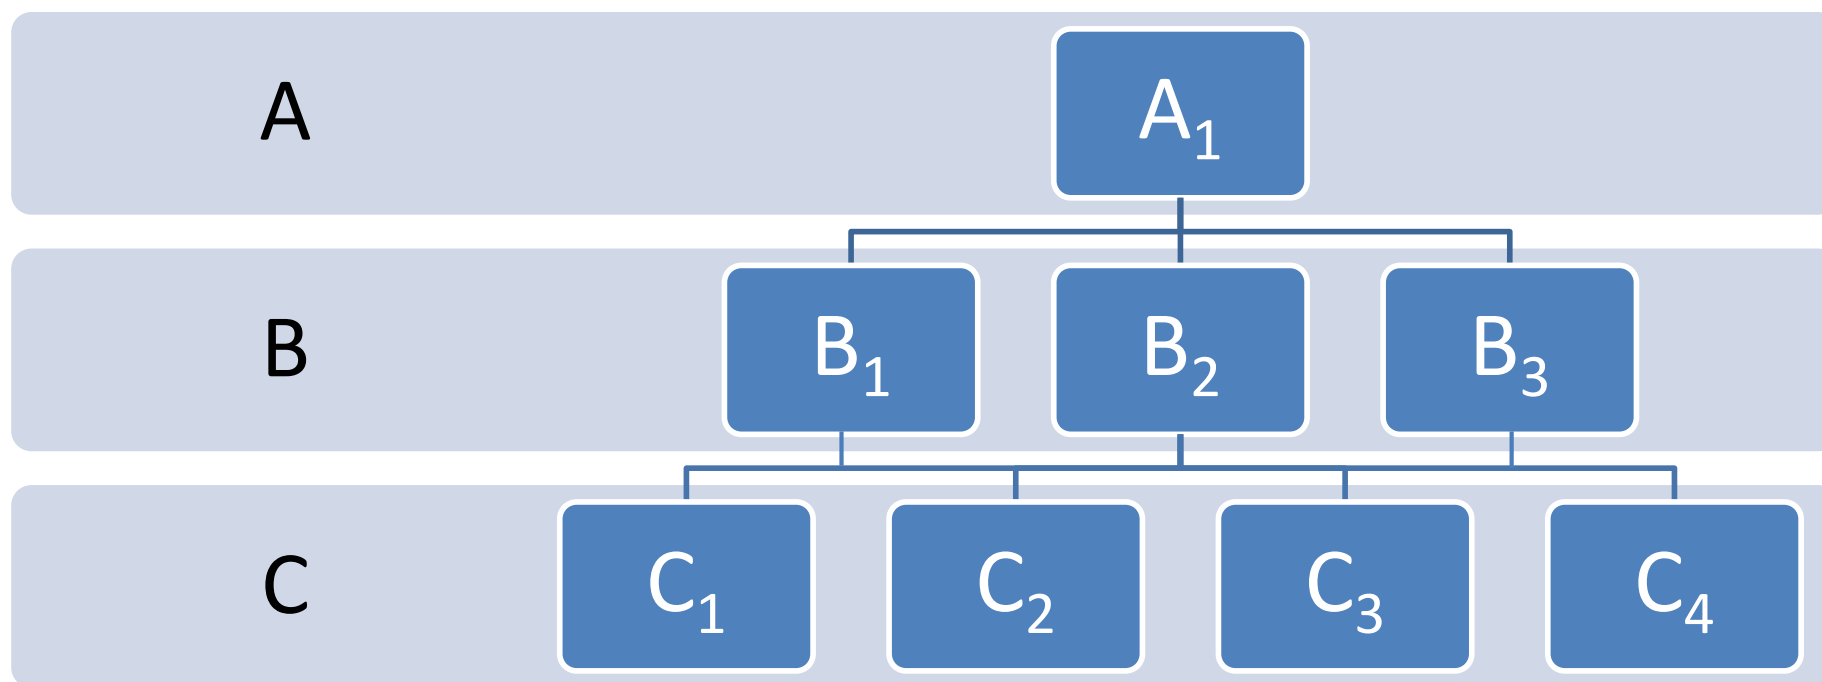 A
A₁
B
B₁ B₂ B₃
C
C₁ C₂ C₃ C₄